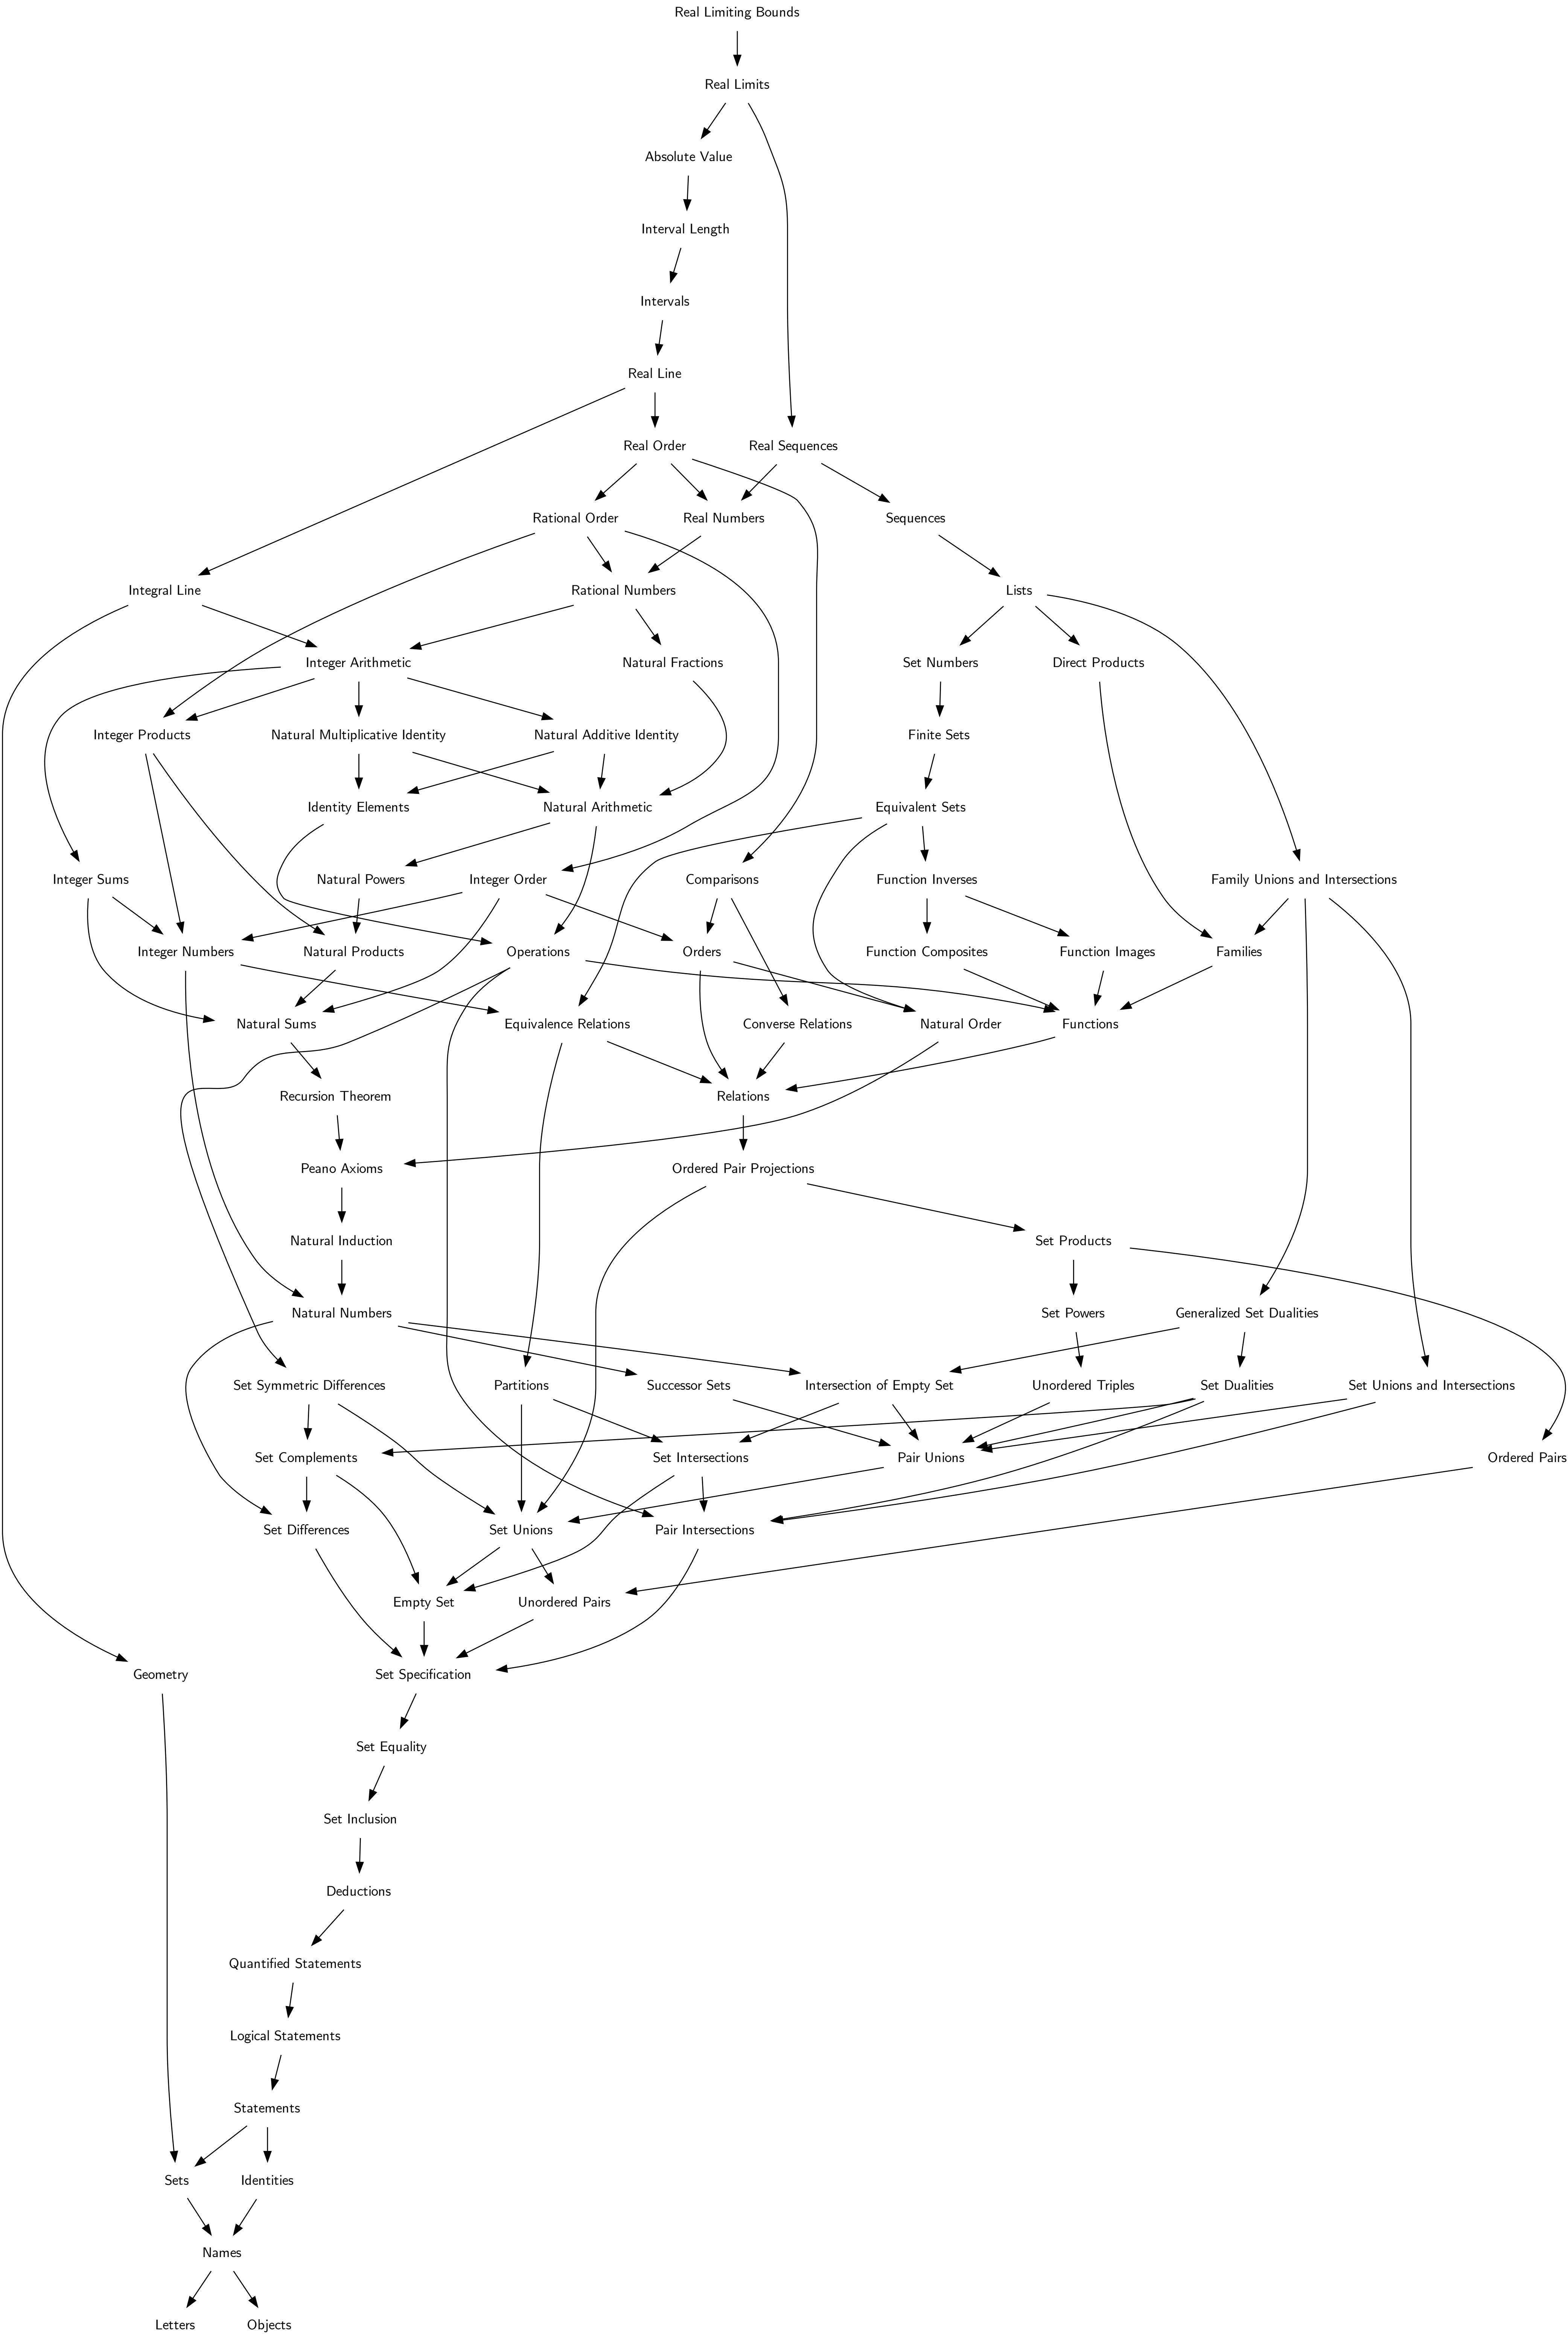 Real Limiting Bounds
Real Limits
Absolute Value
Interval Length
Intervals
Real Line
Real Order
Real Sequences
Rational Order
Real Numbers
Sequences
Integral Line
Rational Numbers
Lists
Integer Arithmetic
Natural Fractions
Set Numbers
Direct Products
Integer Products
Natural Multiplicative Identity
Natural Additive Identity
Finite Sets
Identity Elements
Natural Arithmetic
Equivalent Sets
Integer Sums
Natural Powers
Integer Order
Comparisons
Function Inverses
Family Unions and Intersections
Integer Numbers
Natural Products
Operations
Orders
Function Composites
Function Images
Families
Natural Sums
Equivalence Relations
Converse Relations
Natural Order
Functions
Recursion Theorem
Relations
Peano Axioms
Ordered Pair Projections
Natural Induction
Set Products
Natural Numbers
Set Powers
Generalized Set Dualities
Set Symmetric Differences
Partitions
Successor Sets
Intersection of Empty Set
Unordered Triples
Set Dualities
Set Unions and Intersections
Set Complements
Set Intersections
Pair Unions
Ordered Pairs
Set Differences
Set Unions
Pair Intersections
Empty Set
Unordered Pairs
Geometry
Set Specification
Set Equality
Set Inclusion
Deductions
Quantified Statements
Logical Statements
Statements
Sets
Identities
Names
Letters
Objects